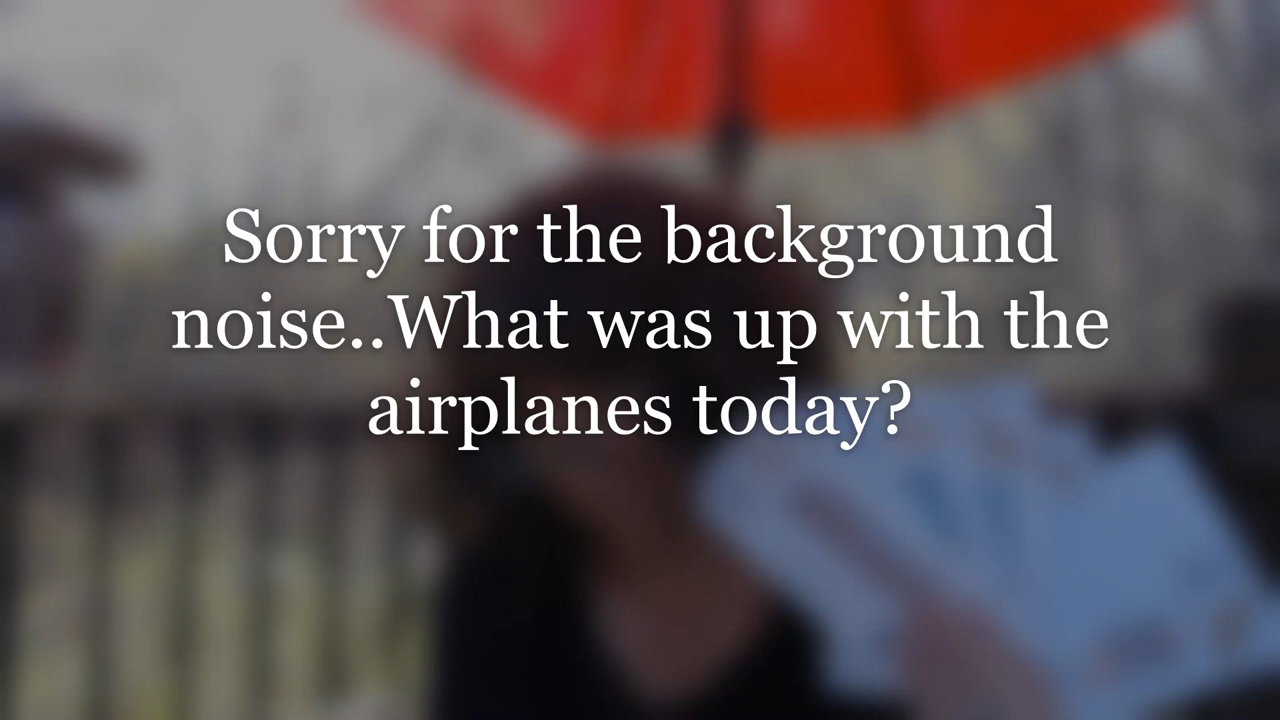 Sorry for the background
noise..What was up with the
airplanes today?